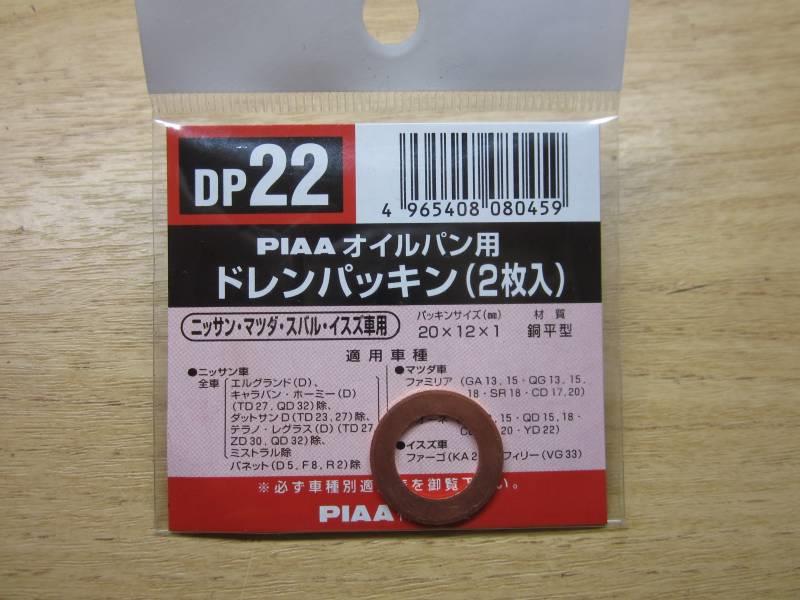 DP22
4 965408 080459
PIAA オイルパン用
ドレンパッキン(2枚入)
ニッサン・マツダ・スバル・イスズ車用
パッキンサイズ(㎜)
20×12×1
材質
銅平型
適用車種
●ニッサン車
全車 エルグランド(D)、
キャラバン・ホーミー(D)
(TD27, QD32)除、
ダットサンD(TD23, 27)除、
テラノ・レグラス(D)(TD27
ZD30, QD32)除、
ミストラル除
バネット(D5, F8, R2)除
●マツダ車
ファミリア (GA13, 15・QG13, 15,
18・SR18・CD17, 20)
15・QD15, 18・
20・YD22)
●イスズ車
ファーゴ(KA2 フィリー(VG33)
※必ず車種別適 を御覧下 い。
PIAA